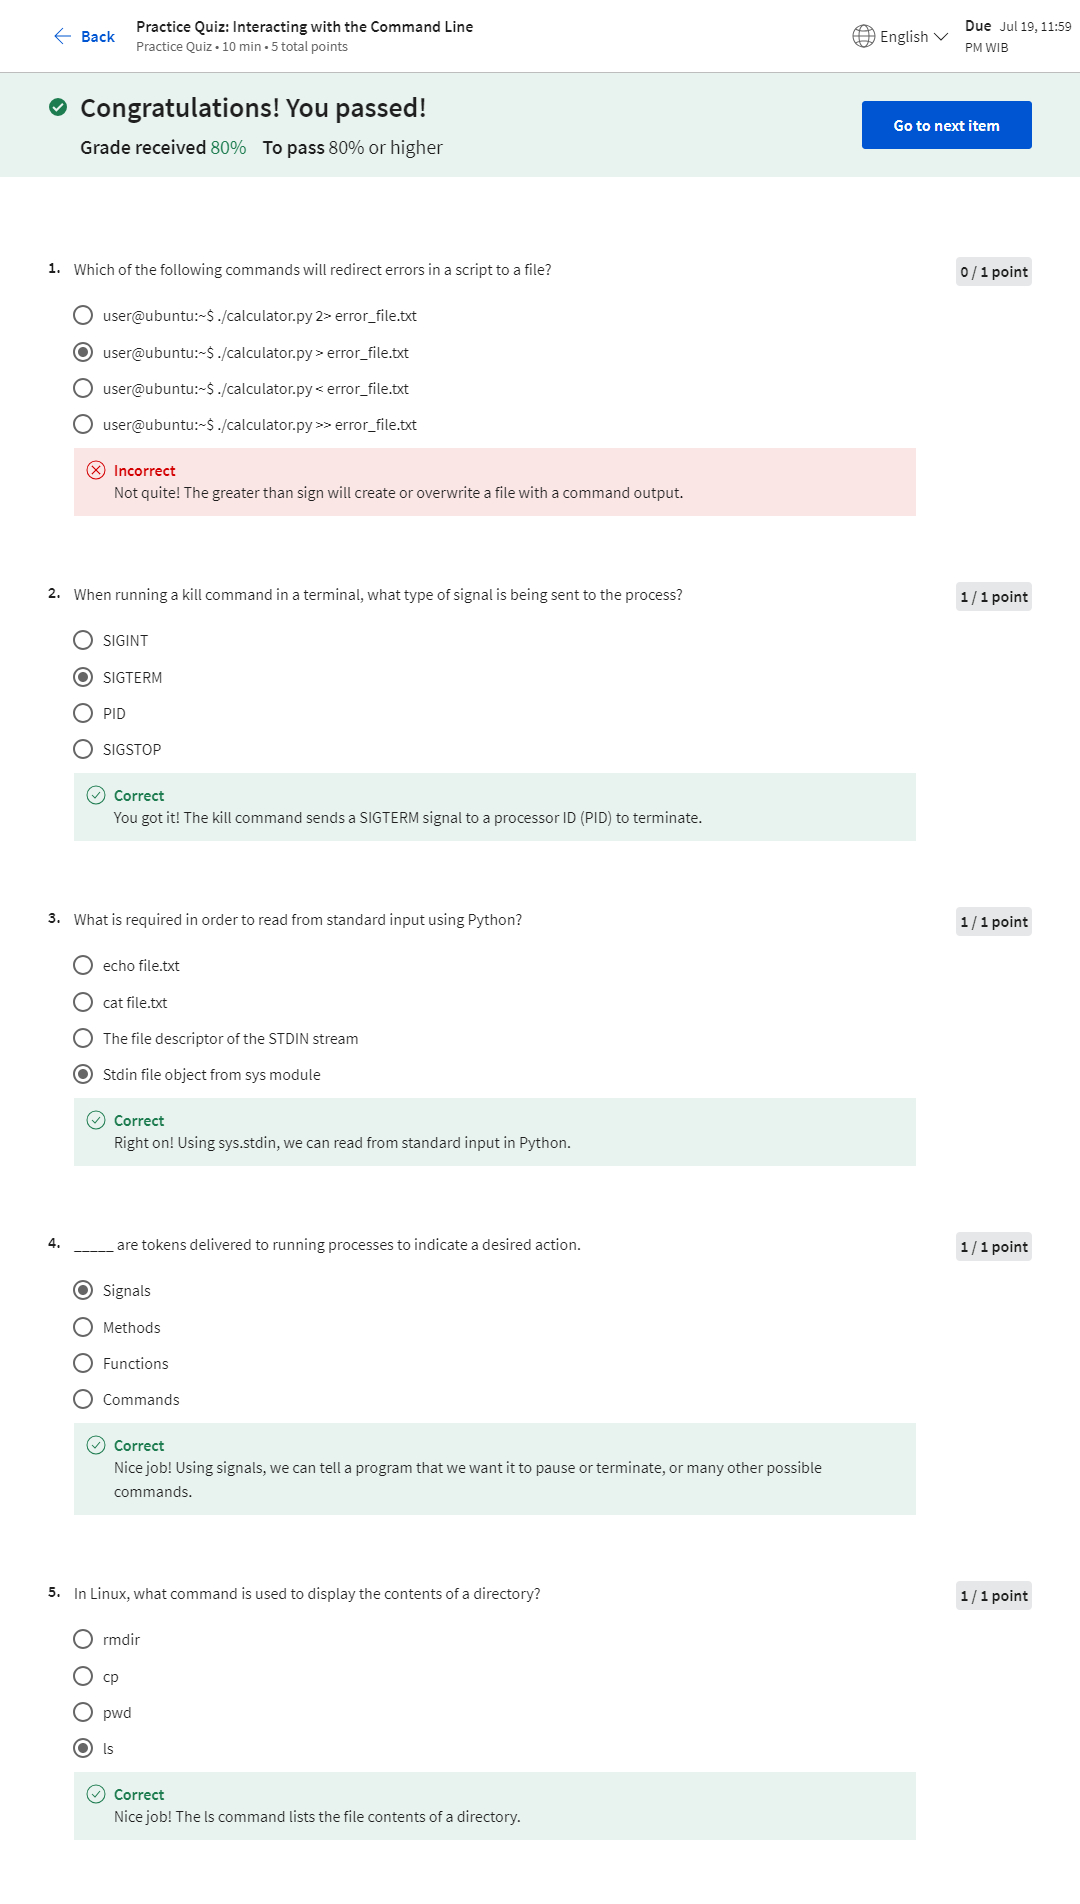 Back
Practice Quiz: Interacting with the Command Line
Practice Quiz • 10 min • 5 total points
English
Due Jul 19, 11:59
PM WIB
Congratulations! You passed!
Grade received 80% To pass 80% or higher
Go to next item
1. Which of the following commands will redirect errors in a script to a file?
0 / 1 point
user@ubuntu:~$ ./calculator.py 2> error_file.txt
user@ubuntu:~$ ./calculator.py > error_file.txt
user@ubuntu:~$ ./calculator.py < error_file.txt
user@ubuntu:~$ ./calculator.py >> error_file.txt
Incorrect
Not quite! The greater than sign will create or overwrite a file with a command output.
2. When running a kill command in a terminal, what type of signal is being sent to the process?
1 / 1 point
SIGINT
SIGTERM
PID
SIGSTOP
Correct
You got it! The kill command sends a SIGTERM signal to a processor ID (PID) to terminate.
3. What is required in order to read from standard input using Python?
1 / 1 point
echo file.txt
cat file.txt
The file descriptor of the STDIN stream
Stdin file object from sys module
Correct
Right on! Using sys.stdin, we can read from standard input in Python.
4. _____ are tokens delivered to running processes to indicate a desired action.
1 / 1 point
Signals
Methods
Functions
Commands
Correct
Nice job! Using signals, we can tell a program that we want it to pause or terminate, or many other possible
commands.
5. In Linux, what command is used to display the contents of a directory?
1 / 1 point
rmdir
cp
pwd
ls
Correct
Nice job! The ls command lists the file contents of a directory.